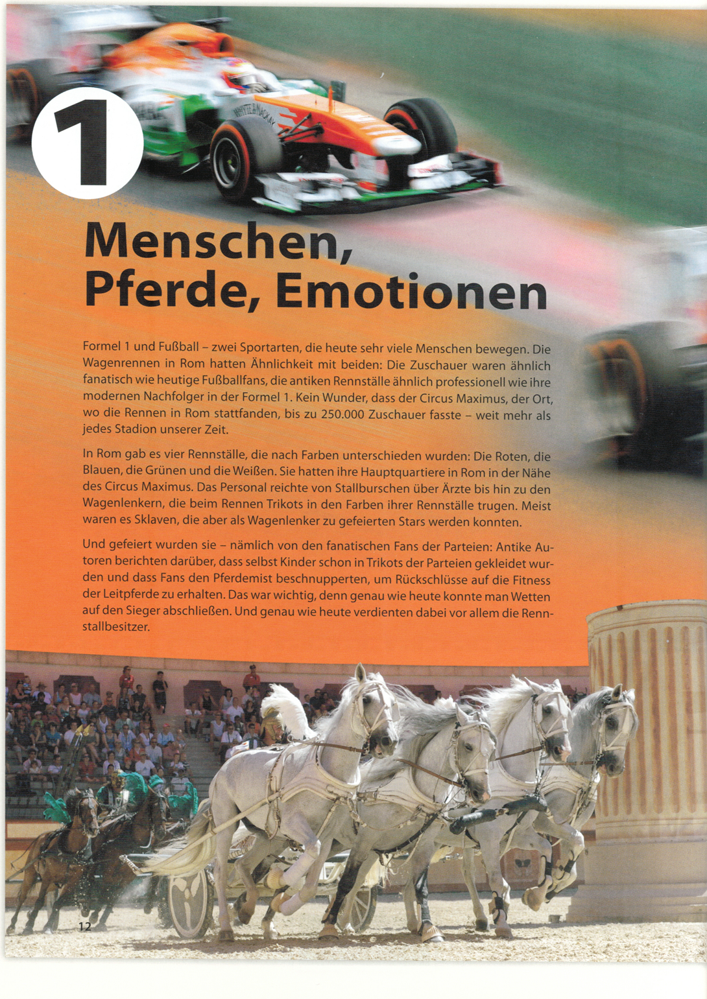 WHYTE & MACKAY
1
Menschen,
Pferde, Emotionen
Formel 1 und Fußball – zwei Sportarten, die heute sehr viele Menschen bewegen. Die
Wagenrennen in Rom hatten Ähnlichkeit mit beiden: Die Zuschauer waren ähnlich
fanatisch wie heutige Fußballfans, die antiken Rennställe ähnlich professionell wie ihre
modernen Nachfolger in der Formel 1. Kein Wunder, dass der Circus Maximus, der Ort,
wo die Rennen in Rom stattfanden, bis zu 250.000 Zuschauer fasste – weit mehr als
jedes Stadion unserer Zeit.
In Rom gab es vier Rennställe, die nach Farben unterschieden wurden: Die Roten, die
Blauen, die Grünen und die Weißen. Sie hatten ihre Hauptquartiere in Rom in der Nähe
des Circus Maximus. Das Personal reichte von Stallburschen über Ärzte bis hin zu den
Wagenlenkern, die beim Rennen Trikots in den Farben ihrer Rennställe trugen. Meist
waren es Sklaven, die aber als Wagenlenker zu gefeierten Stars werden konnten.
Und gefeiert wurden sie – nämlich von den fanatischen Fans der Parteien: Antike Au-
toren berichten darüber, dass selbst Kinder schon in Trikots der Parteien gekleidet wur-
den und dass Fans den Pferdemist beschnupperten, um Rückschlüsse auf die Fitness
der Leitpferde zu erhalten. Das war wichtig, denn genau wie heute konnte man Wetten
auf den Sieger abschließen. Und genau wie heute verdienten dabei vor allem die Renn-
stallbesitzer.
12